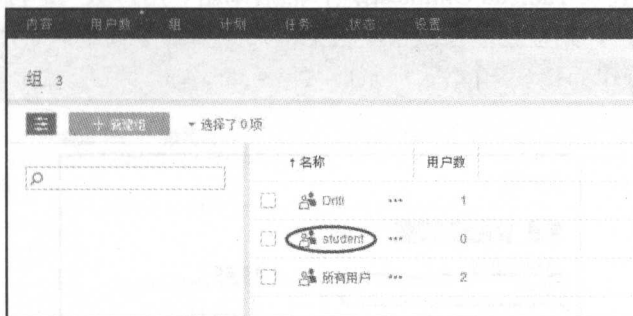 内容 用户数 组 计划 任务 状态 设置
组 3
+ 新建组 选择了 0 项
↑ 名称 用户数
Drill ••• 1
student ••• 0
所有用户 ••• 2